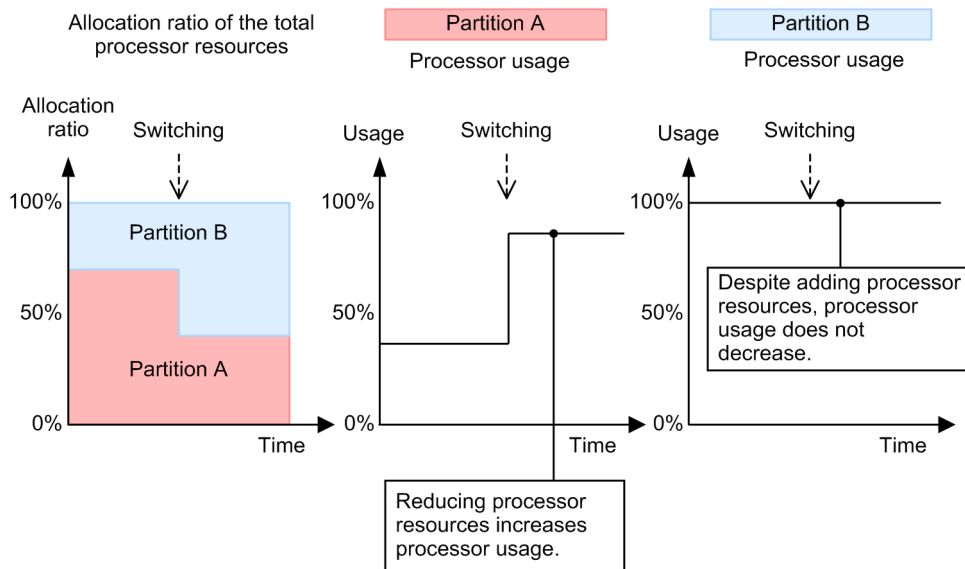 Allocation ratio of the total
processor resources
Partition A
Processor usage
Partition B
Processor usage
Allocation
ratio
Switching
100%
50%
0%
Partition B
Partition A
Time
Usage
Switching
100%
50%
0%
Time
Reducing processor
resources increases
processor usage.
Usage
Switching
100%
50%
0%
Time
Despite adding processor
resources, processor
usage does not
decrease.